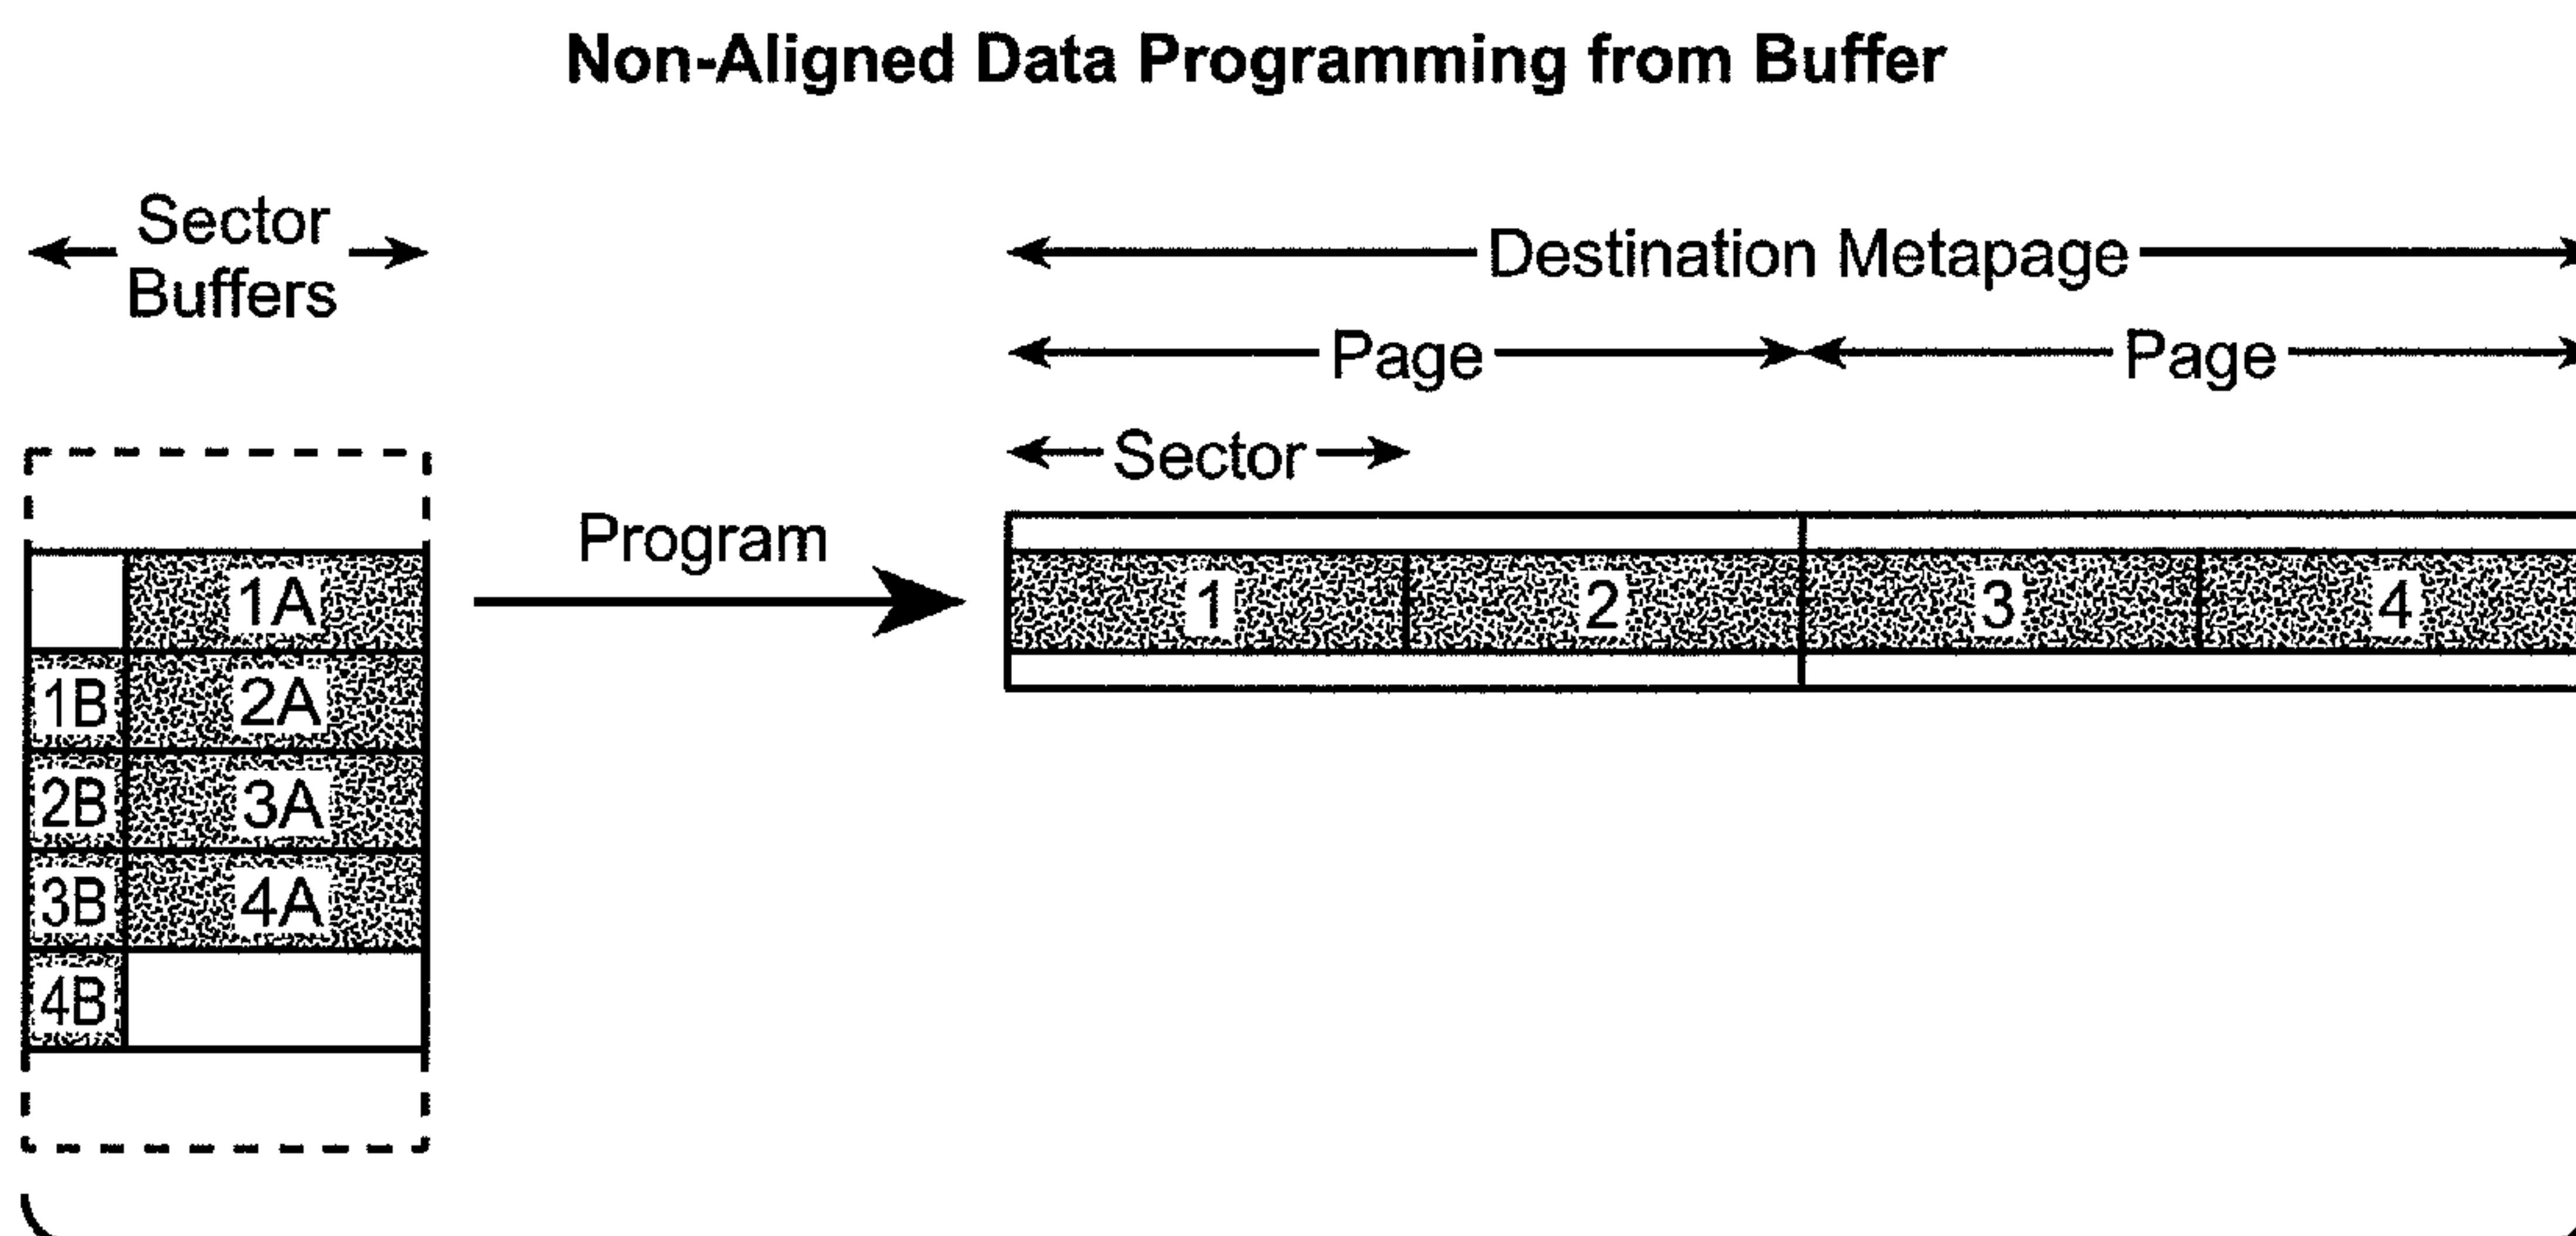 Non-Aligned Data Programming from Buffer
Sector
Buffers
Destination Metapage
Page
Page
Sector
Program
1A
1B
2A
2B
3A
3B
4A
4B
1
2
3
4